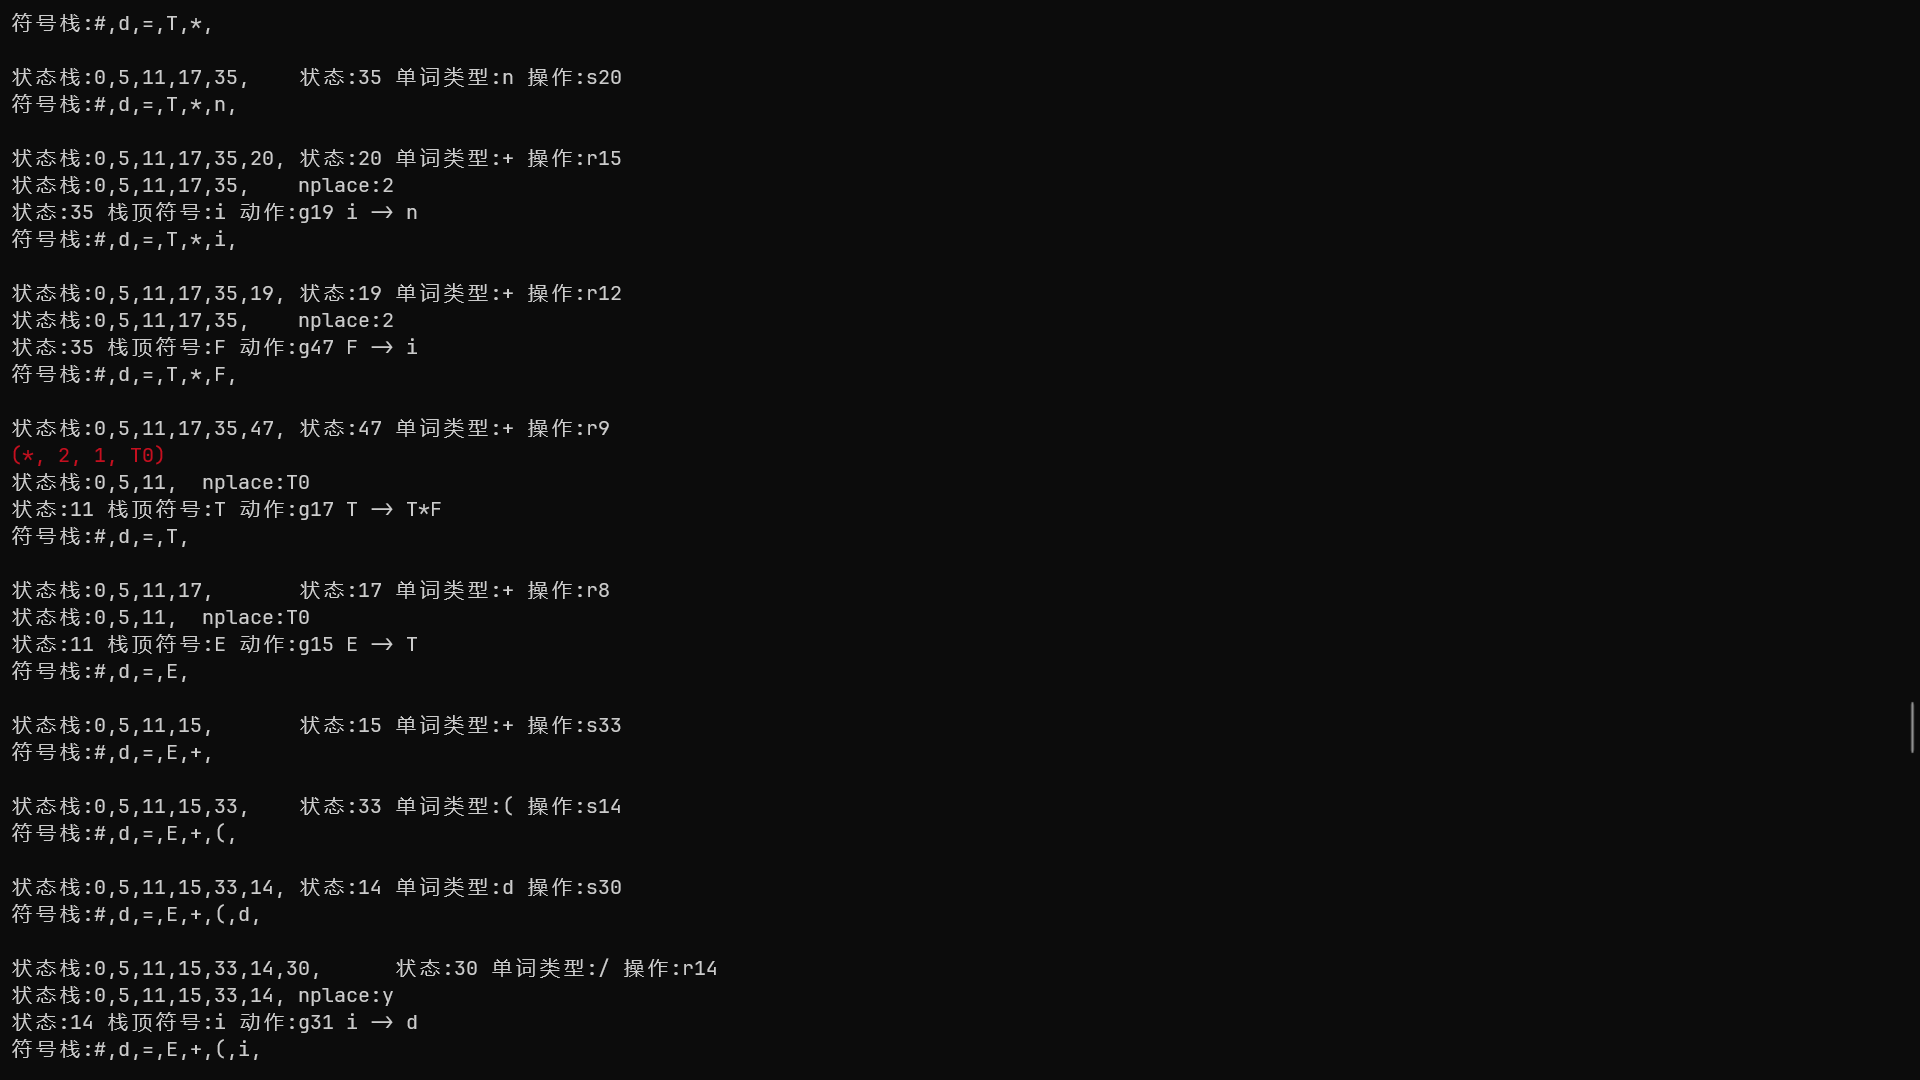 符号栈:#,d,=,T,*,
状态栈:0,5,11,17,35,    状态:35 单词类型:n 操作:s20
符号栈:#,d,=,T,*,n,
状态栈:0,5,11,17,35,20, 状态:20 单词类型:+ 操作:r15
状态栈:0,5,11,17,35,    nplace:2
状态:35 栈顶符号:i 动作:g19 i -> n
符号栈:#,d,=,T,*,i,
状态栈:0,5,11,17,35,19, 状态:19 单词类型:+ 操作:r12
状态栈:0,5,11,17,35,    nplace:2
状态:35 栈顶符号:F 动作:g47 F -> i
符号栈:#,d,=,T,*,F,
状态栈:0,5,11,17,35,47, 状态:47 单词类型:+ 操作:r9
(*, 2, 1, T0)
状态栈:0,5,11,  nplace:T0
状态:11 栈顶符号:T 动作:g17 T -> T*F
符号栈:#,d,=,T,
状态栈:0,5,11,17,       状态:17 单词类型:+ 操作:r8
状态栈:0,5,11,  nplace:T0
状态:11 栈顶符号:E 动作:g15 E -> T
符号栈:#,d,=,E,
状态栈:0,5,11,15,       状态:15 单词类型:+ 操作:s33
符号栈:#,d,=,E,+,
状态栈:0,5,11,15,33,    状态:33 单词类型:( 操作:s14
符号栈:#,d,=,E,+,(,
状态栈:0,5,11,15,33,14, 状态:14 单词类型:d 操作:s30
符号栈:#,d,=,E,+,(,d,
状态栈:0,5,11,15,33,14,30,      状态:30 单词类型:/ 操作:r14
状态栈:0,5,11,15,33,14, nplace:y
状态:14 栈顶符号:i 动作:g31 i -> d
符号栈:#,d,=,E,+,(,i,